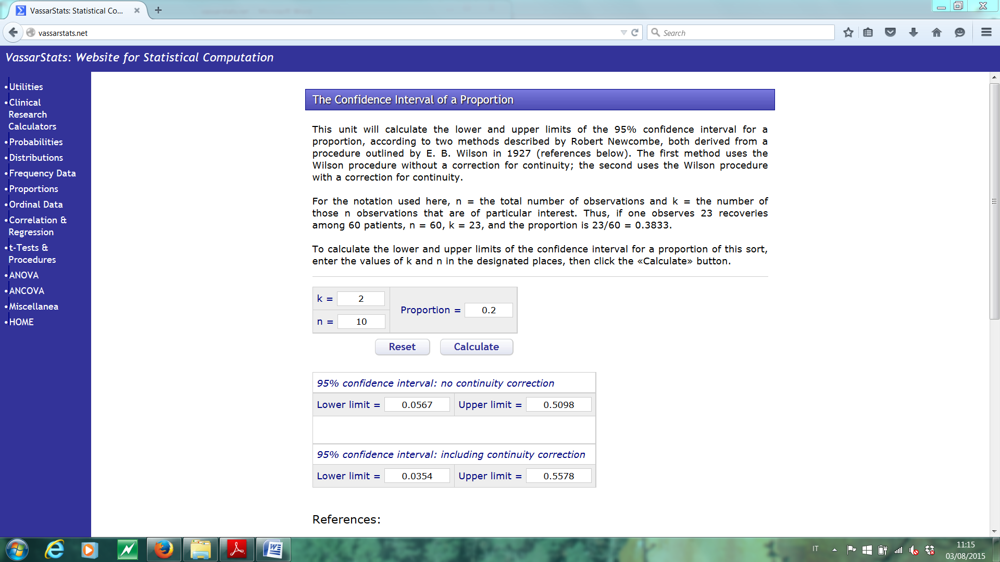 VassarStats: Statistical Co...
vassarstats.net
Search
VassarStats: Website for Statistical Computation
•Utilities
•Clinical
Research
Calculators
•Probabilities
•Distributions
•Frequency Data
•Proportions
•Ordinal Data
•Correlation &
Regression
•t-Tests &
Procedures
•ANOVA
•ANCOVA
•Miscellanea
•HOME
The Confidence Interval of a Proportion
This unit will calculate the lower and upper limits of the 95% confidence interval for a
proportion, according to two methods described by Robert Newcombe, both derived from a
procedure outlined by E. B. Wilson in 1927 (references below). The first method uses the
Wilson procedure without a correction for continuity; the second uses the Wilson procedure
with a correction for continuity.
For the notation used here, n = the total number of observations and k = the number of
those n observations that are of particular interest. Thus, if one observes 23 recoveries
among 60 patients, n = 60, k = 23, and the proportion is 23/60 = 0.3833.
To calculate the lower and upper limits of the confidence interval for a proportion of this sort,
enter the values of k and n in the designated places, then click the «Calculate» button.
k = 2
Proportion = 0.2
n = 10
Reset Calculate
95% confidence interval: no continuity correction
Lower limit = 0.0567 Upper limit = 0.5098
95% confidence interval: including continuity correction
Lower limit = 0.0354 Upper limit = 0.5578
References:
IT
11:15
03/08/2015